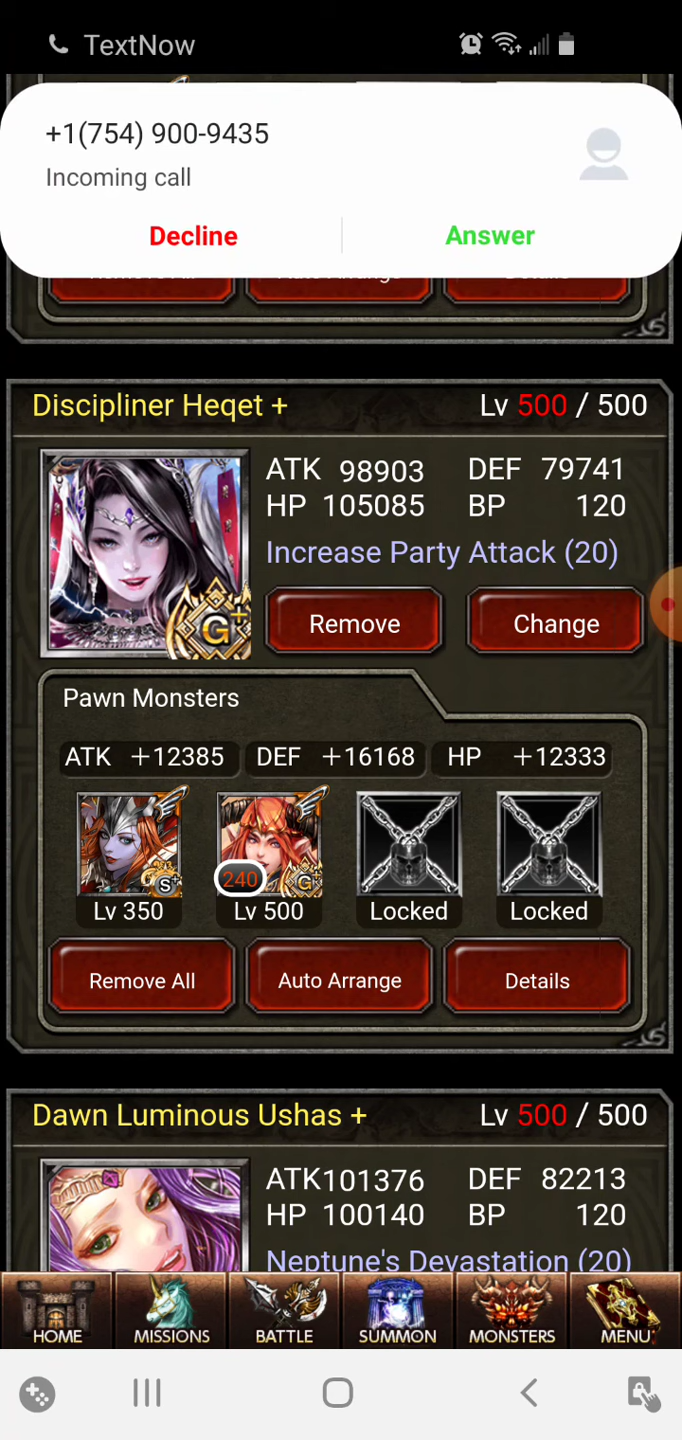 TextNow
+1(754) 900-9435
Incoming call
Decline Answer
Discipliner Heqet + Lv 500 / 500
ATK 98903 DEF 79741
HP 105085 BP 120
Increase Party Attack (20)
G+
Remove Change
Pawn Monsters
ATK +12385 DEF +16168 HP +12333
S+ 240 G+
Lv 350 Lv 500 Locked Locked
Remove All Auto Arrange Details
Dawn Luminous Ushas + Lv 500 / 500
ATK101376 DEF 82213
HP 100140 BP 120
Neptune's Devastation (20)
HOME MISSIONS BATTLE SUMMON MONSTERS MENU